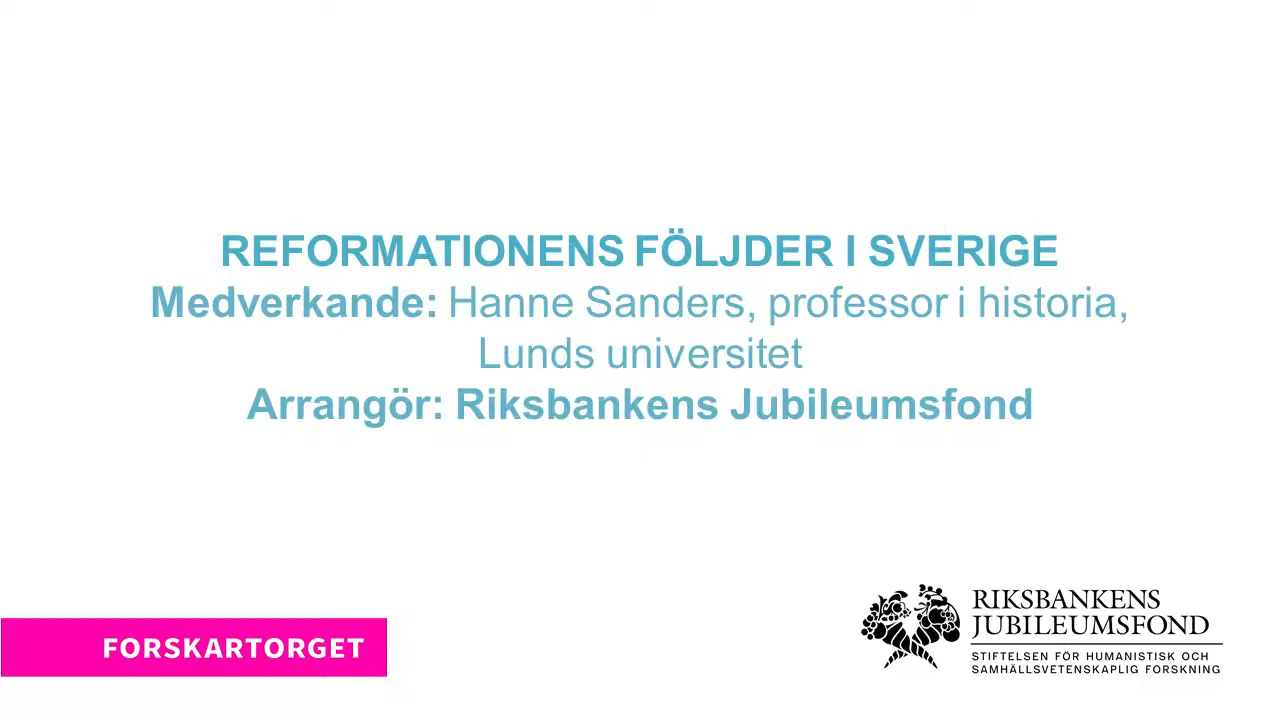 REFORMATIONENS FÖLJDER I SVERIGE
Medverkande: Hanne Sanders, professor i historia,
Lunds universitet
Arrangör: Riksbankens Jubileumsfond
FORSKARTORGET
RIKSBANKENS
JUBILEUMSFOND
STIFTELSEN FÖR HUMANISTISK OCH
SAMHÄLLSVETENSKAPLIG FORSKNING